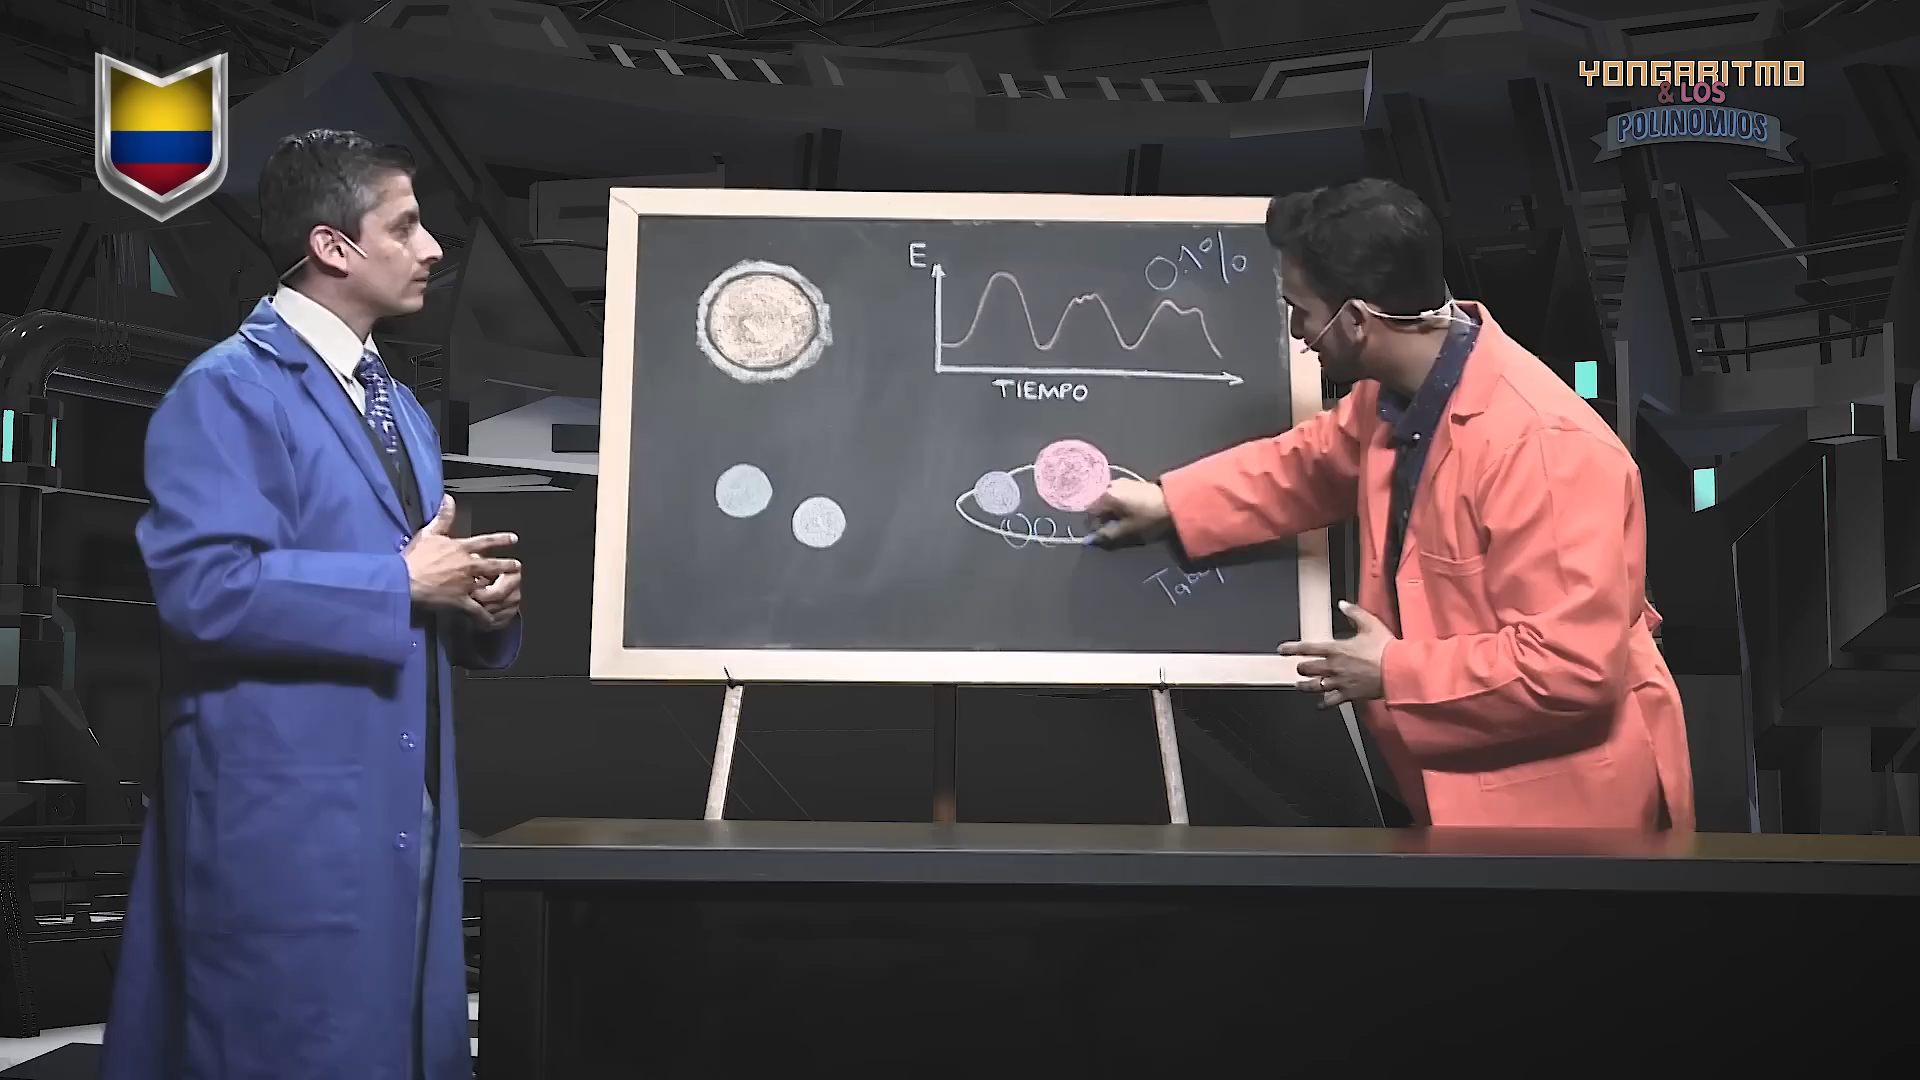 YONGARITMO
& LOS
POLINOMIOS
E
0.1%
TIEMPO